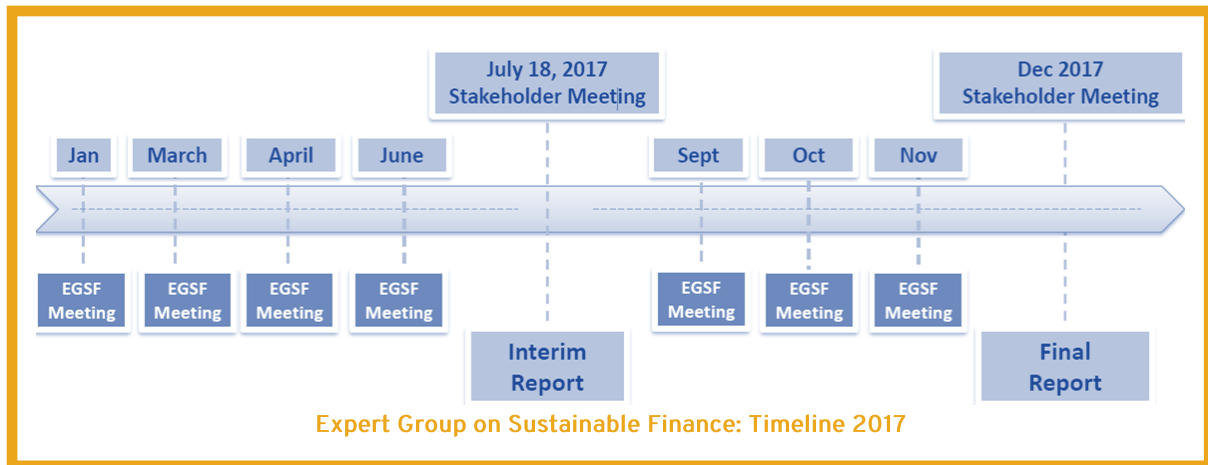 July 18, 2017
Stakeholder Meeting
Dec 2017
Stakeholder Meeting
Jan
March
April
June
Sept
Oct
Nov
EGSF
Meeting
EGSF
Meeting
EGSF
Meeting
EGSF
Meeting
EGSF
Meeting
EGSF
Meeting
EGSF
Meeting
Interim
Report
Final
Report
Expert Group on Sustainable Finance: Timeline 2017